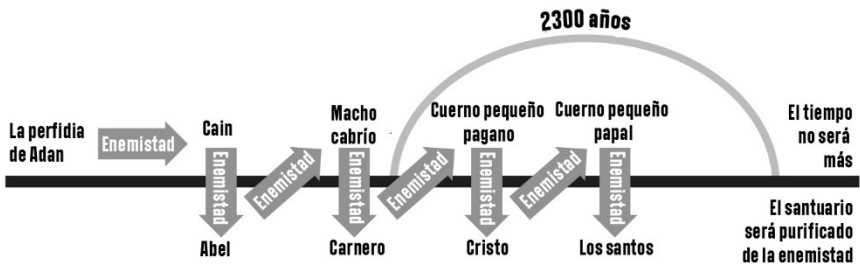 2300 años
La perfidia
de Adan
Enemistad
Cain
Enemistad
Abel
Enemistad
Macho
cabrío
Enemistad
Carnero
Enemistad
Cuerno pequeño
pagano
Enemistad
Cristo
Enemistad
Cuerno pequeño
papal
Enemistad
Los santos
El tiempo
no será
más
El santuario
será purificado
de la enemistad